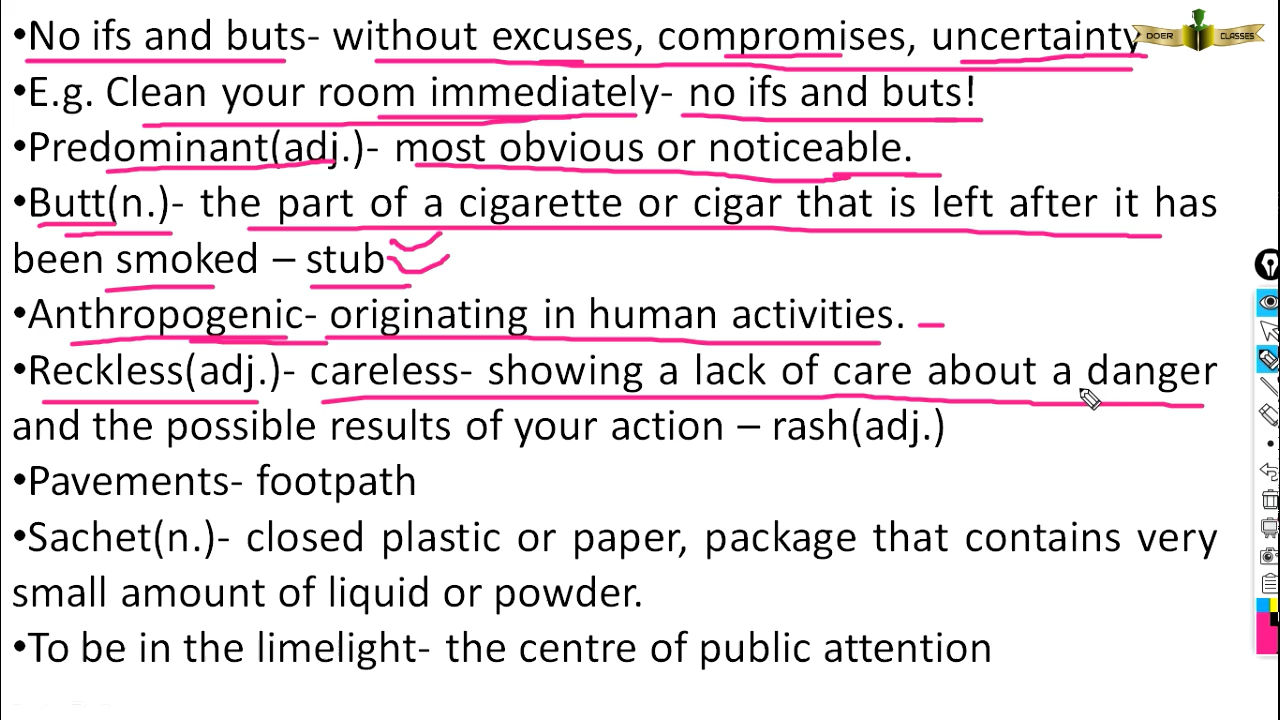 •No ifs and buts- without excuses, compromises, uncertainty
DOER CLASSES
•E.g. Clean your room immediately- no ifs and buts!
•Predominant(adj.)- most obvious or noticeable.
•Butt(n.)- the part of a cigarette or cigar that is left after it has
been smoked – stub
•Anthropogenic- originating in human activities.
•Reckless(adj.)- careless- showing a lack of care about a danger
and the possible results of your action – rash(adj.)
•Pavements- footpath
•Sachet(n.)- closed plastic or paper, package that contains very
small amount of liquid or powder.
•To be in the limelight- the centre of public attention